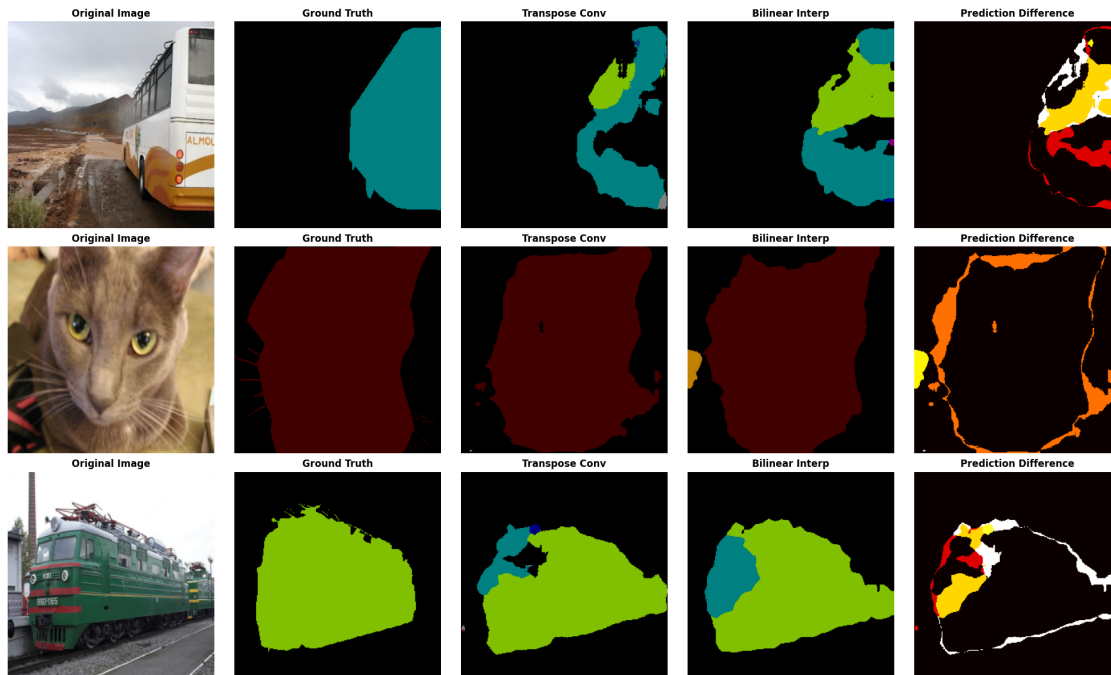 Original Image Ground Truth Transpose Conv Bilinear Interp Prediction Difference
ALMOU
Original Image Ground Truth Transpose Conv Bilinear Interp Prediction Difference
Original Image Ground Truth Transpose Conv Bilinear Interp Prediction Difference